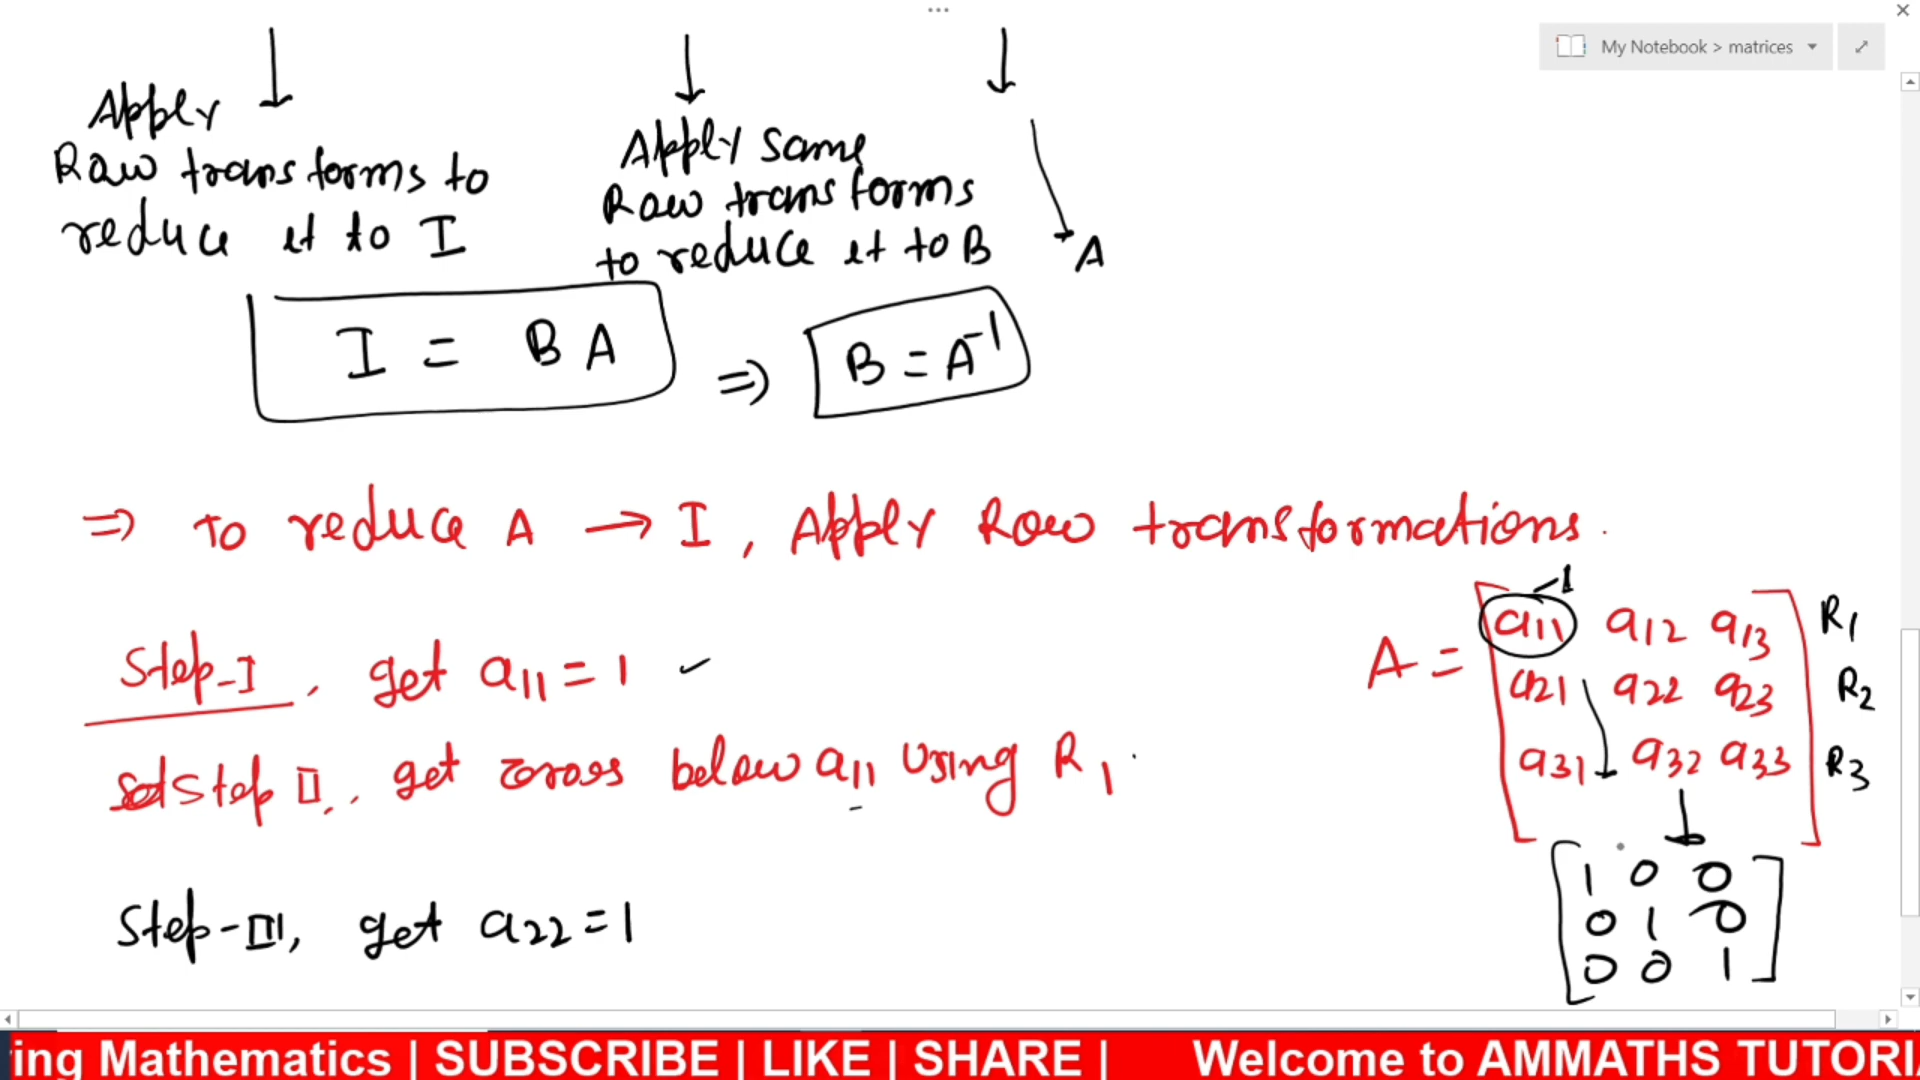 My Notebook > matrices
Apply
Raw transforms to
reduce it to I
Apply same
Raw transforms
to reduce it to B
A
I = B A
⇒ B = A⁻¹
⇒ To reduce A → I, Apply Row transformations.
Step-I, get a11 = 1 ✓
Step II, get zeroes below a11 Using R1.
Step-III, get a22 = 1
1
A = [a11 a12 a13] R1
a21 a22 a23 R2
a31 a32 a33 R3
1 0 0
0 1 0
0 0 1
ing Mathematics | SUBSCRIBE | LIKE | SHARE | Welcome to AMMATHS TUTORI